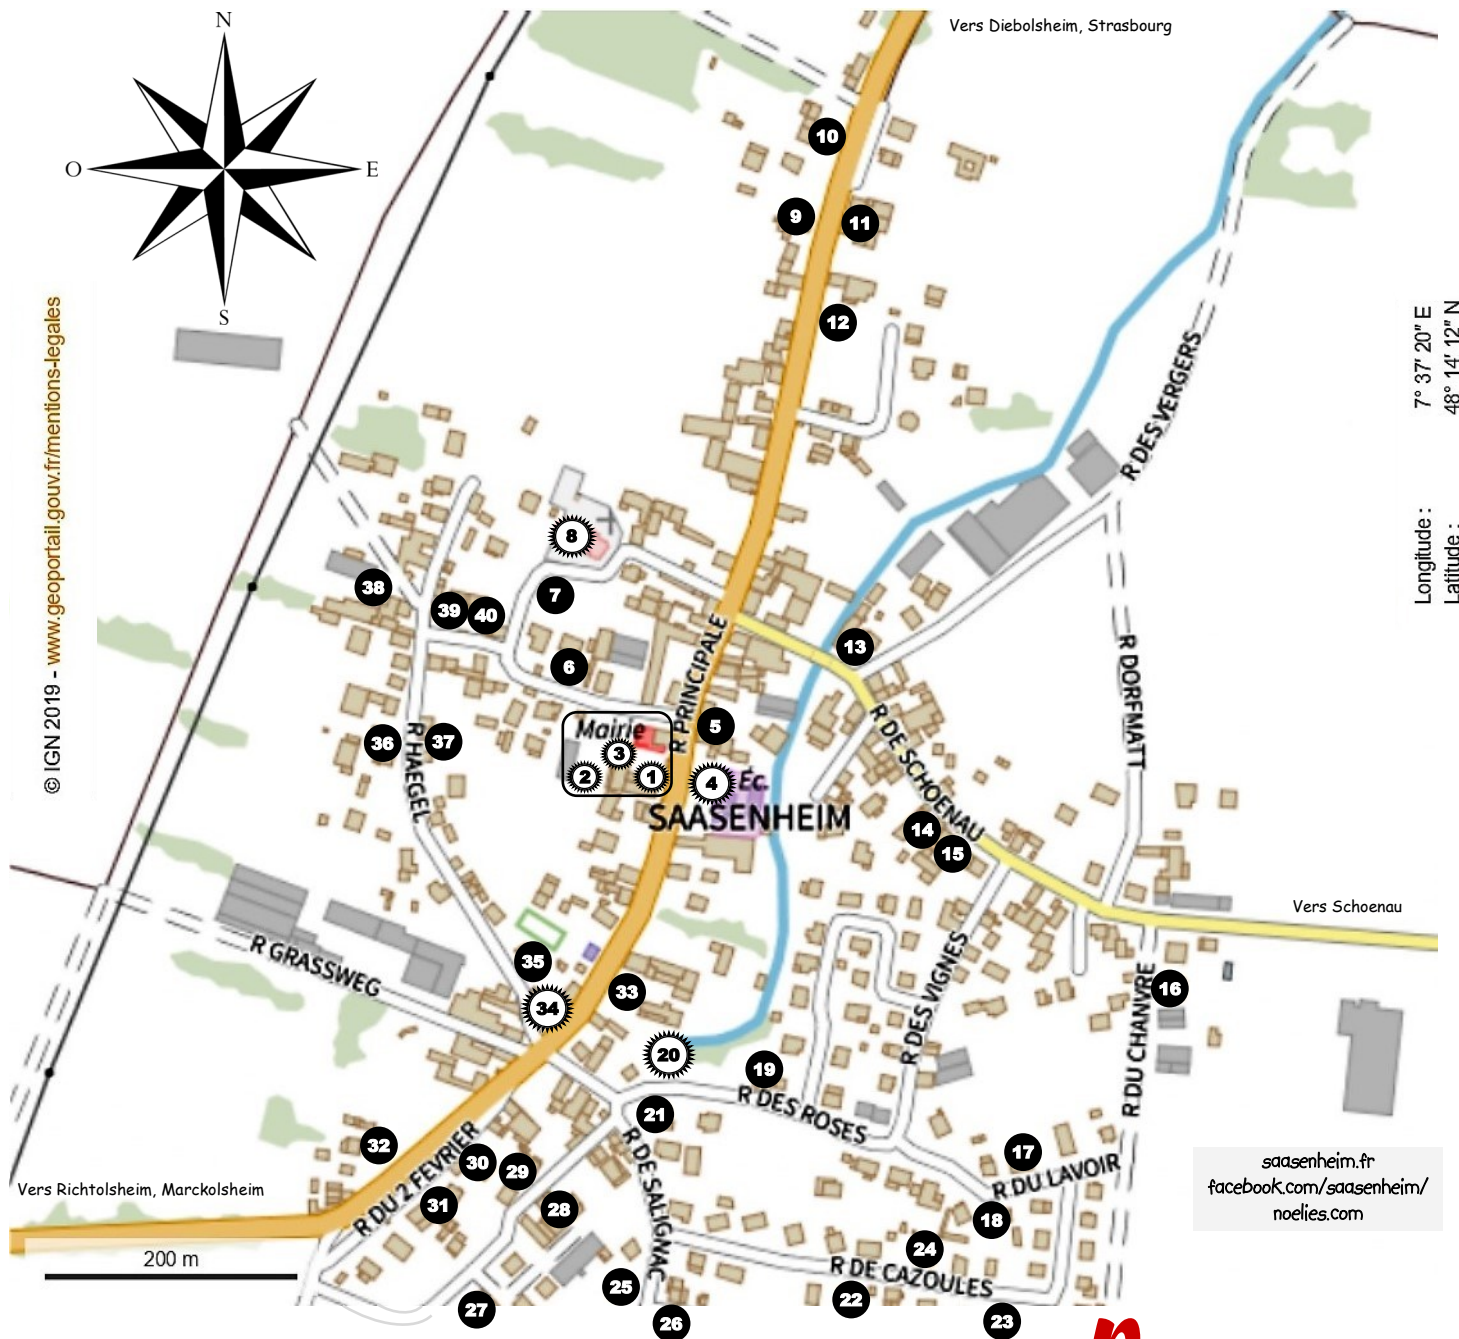 Vers Diebolsheim, Strasbourg
N
O
E
S
10
9
11
12
© IGN 2019 - www.geoportail.gouv.fr/mentions-legales
7° 37' 20" E
48° 14' 12" N
Longitude :
Latitude :
R DES VERGERS
8
38
39
40
7
6
13
R PRINCIPALE
R DORFMATT
36
37
R HAEGEL
Mairie
3
2
1
5
4
Éc.
SAASENHEIM
R DE SCHOENAU
14
15
Vers Schoenau
R GRASSWEG
35
34
33
20
19
R DES VIGNES
16
R DU CHANVRE
R DES ROSES
21
32
30
29
31
28
R DU 2 FEVRIER
Vers Richtolsheim, Marckolsheim
R DE SALIGNAC
17
R DU LAVOIR
18
24
R DE CAZOULES
saasenheim.fr
facebook.com/saasenheim/
noelies.com
200 m
27
25
26
22
23